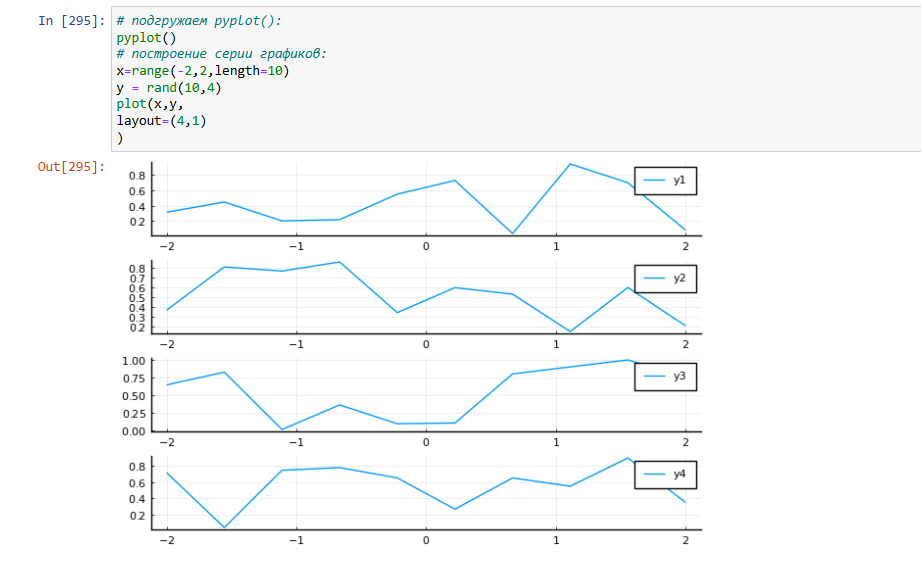 In [295]: # подгружаем pyplot():
pyplot()
# построение серии графиков:
x=range(-2,2,length=10)
y = rand(10,4)
plot(x,y,
layout=(4,1)
)
Out[295]:
0.8
0.6
0.4
0.2
y1
−2 −1 0 1 2
0.8
0.7
0.6
0.5
0.4
0.3
0.2
y2
−2 −1 0 1 2
1.00
0.75
0.50
0.25
0.00
y3
−2 −1 0 1 2
0.8
0.6
0.4
0.2
y4
−2 −1 0 1 2